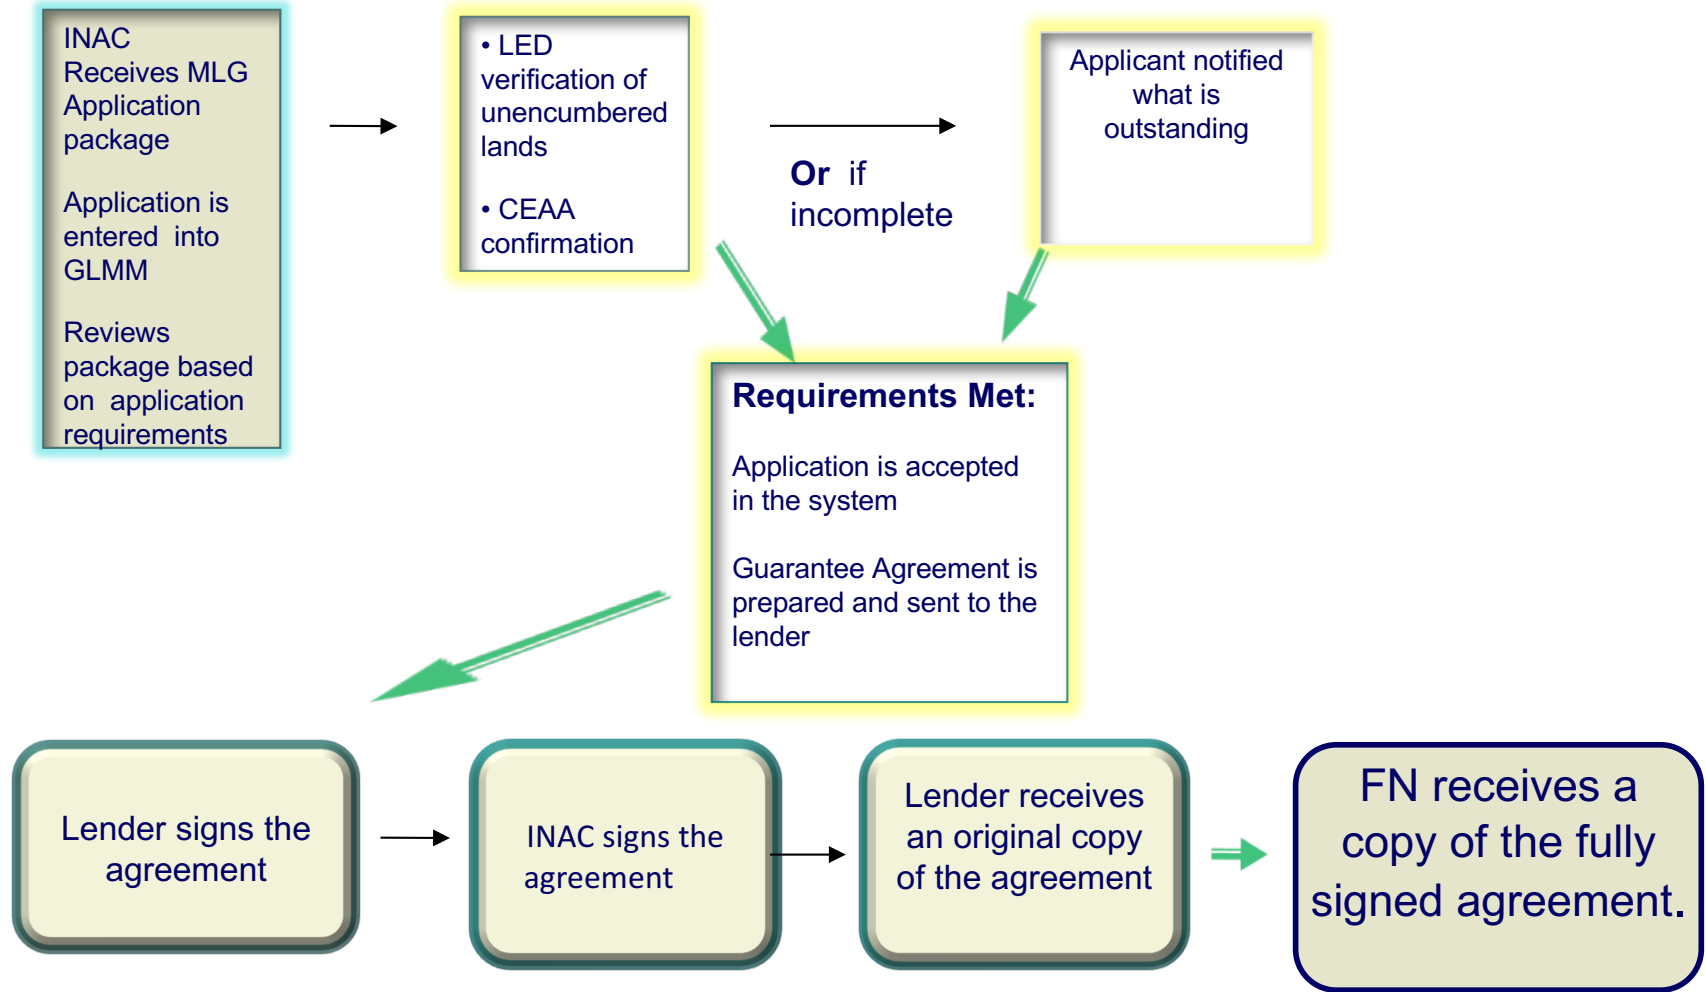 INAC
Receives MLG
Application
package
Application is
entered into
GLMM
Reviews
package based
on application
requirements
• LED
verification of
unencumbered
lands
• CEAA
confirmation
Or if
incomplete
Applicant notified
what is
outstanding
Requirements Met:
Application is accepted
in the system
Guarantee Agreement is
prepared and sent to the
lender
Lender signs the
agreement
INAC signs the
agreement
Lender receives
an original copy
of the agreement
FN receives a
copy of the fully
signed agreement.